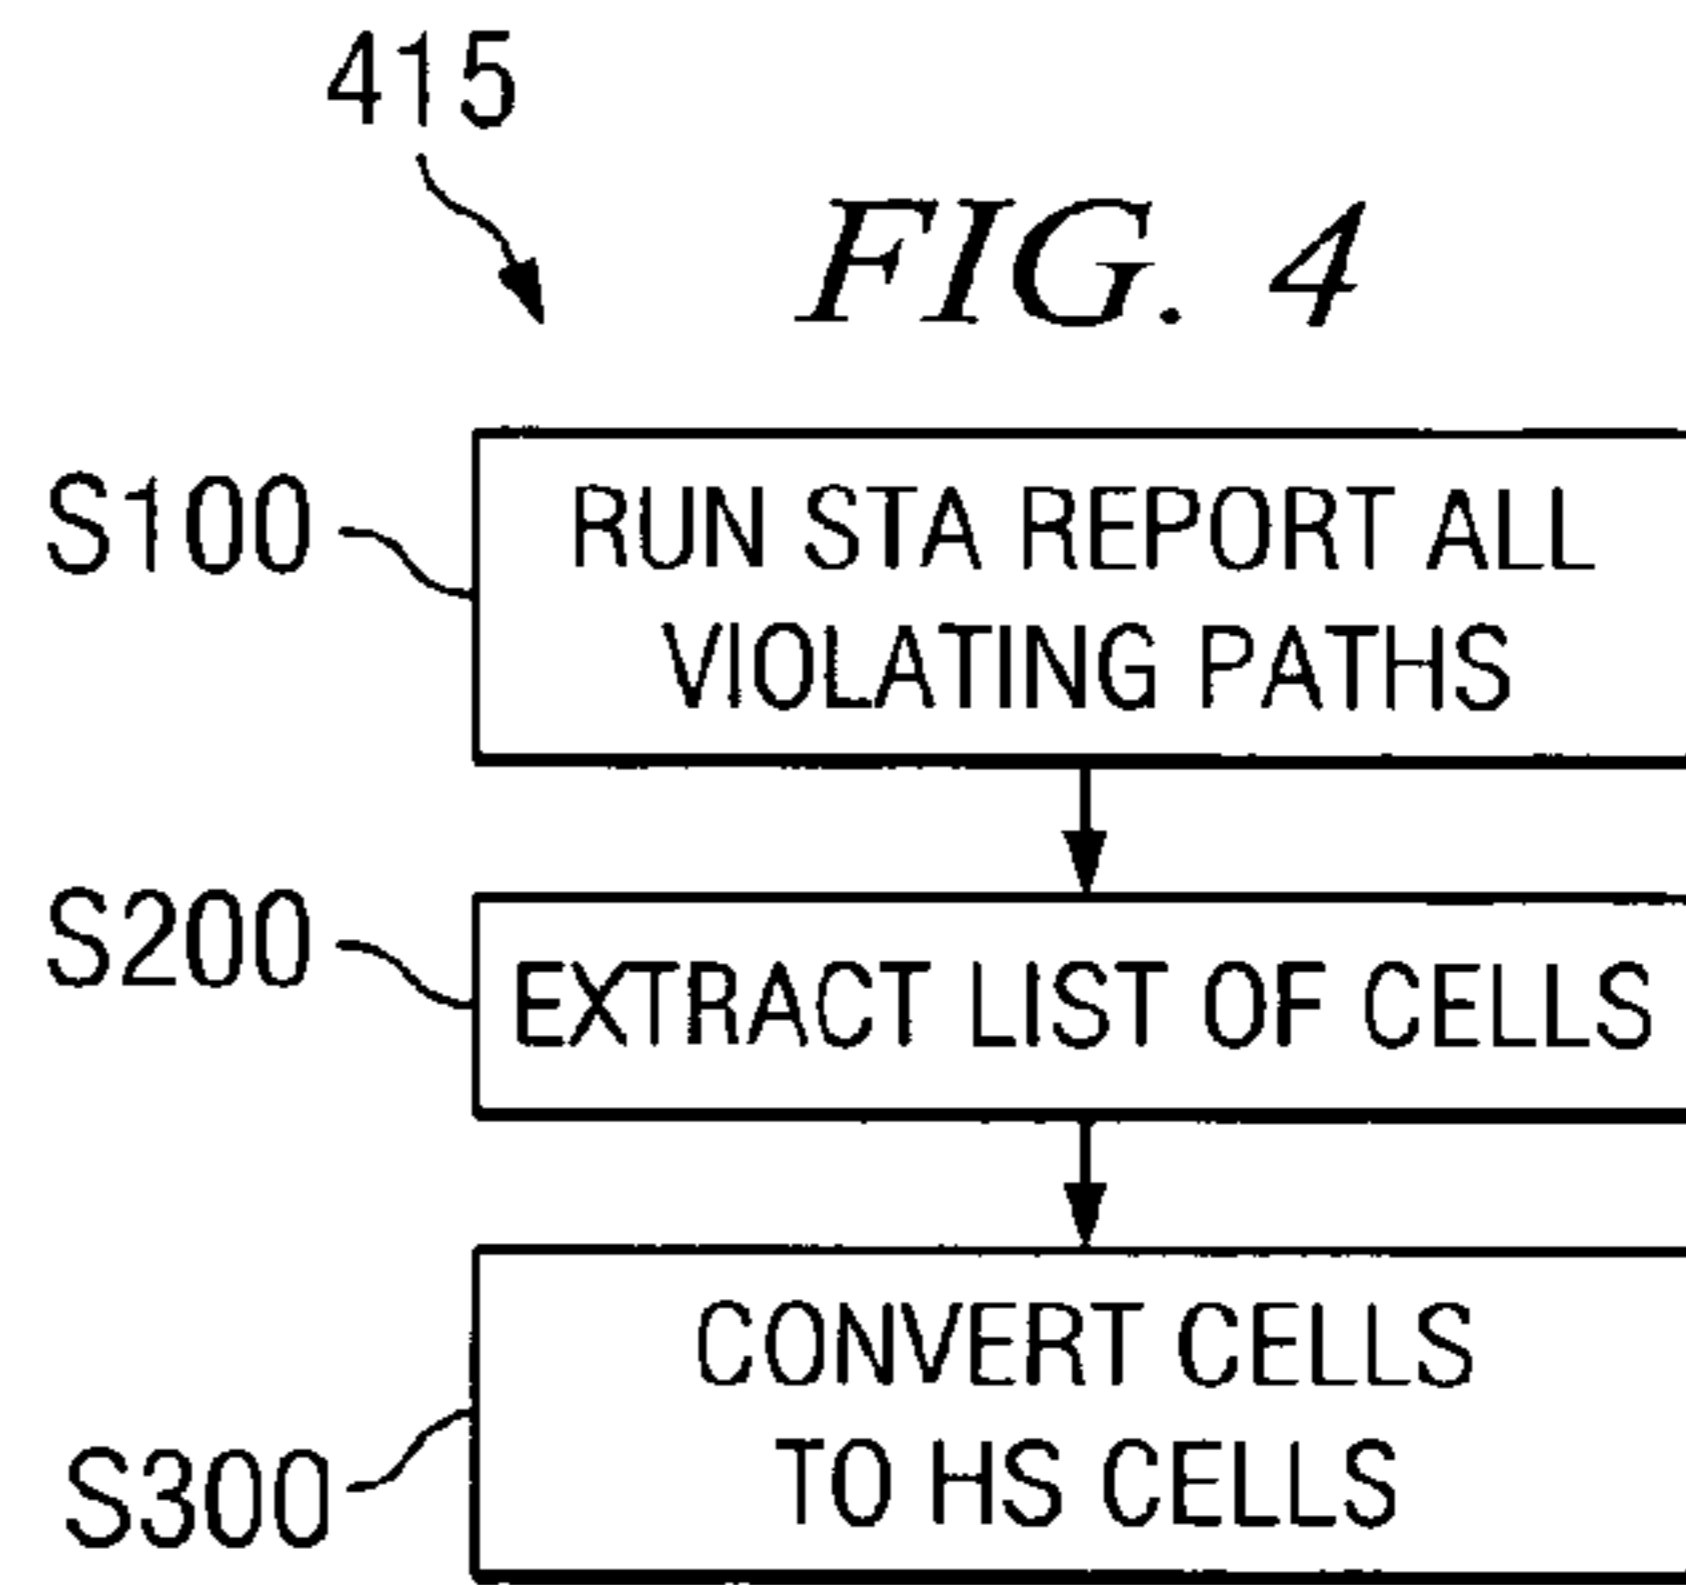 415
FIG. 4
S100
RUN STA REPORT ALL
VIOLATING PATHS
S200
EXTRACT LIST OF CELLS
CONVERT CELLS
TO HS CELLS
S300